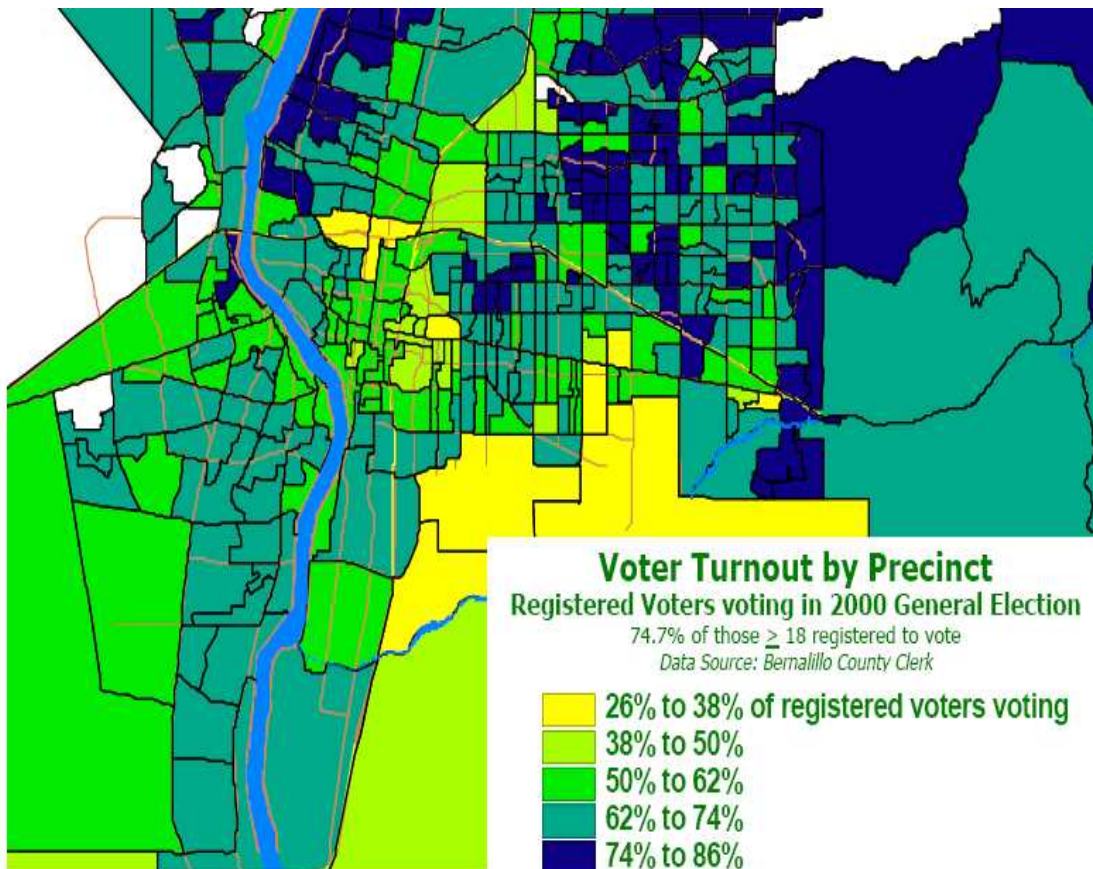 Voter Turnout by Precinct
Registered Voters voting in 2000 General Election
74.7% of those ≥ 18 registered to vote
Data Source: Bernalillo County Clerk
26% to 38% of registered voters voting
38% to 50%
50% to 62%
62% to 74%
74% to 86%